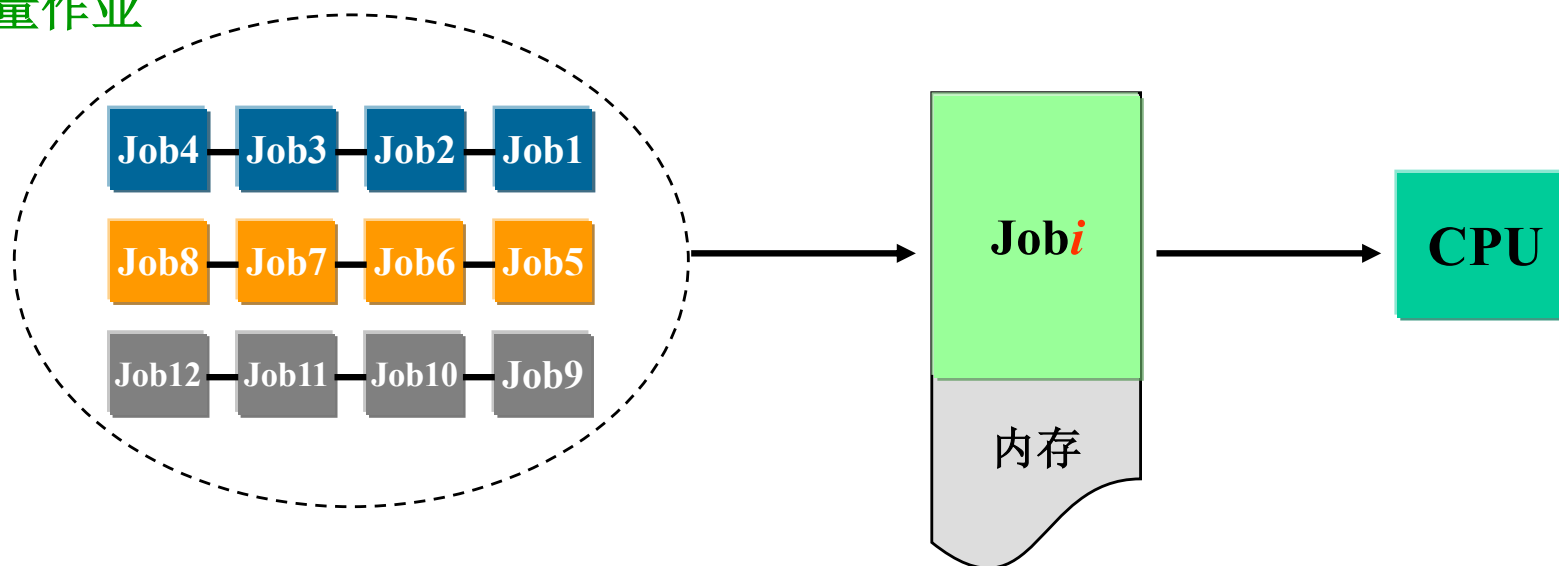 量作业
Job4 Job3 Job2 Job1
Job8 Job7 Job6 Job5
Job12 Job11 Job10 Job9
Jobi
内存
CPU